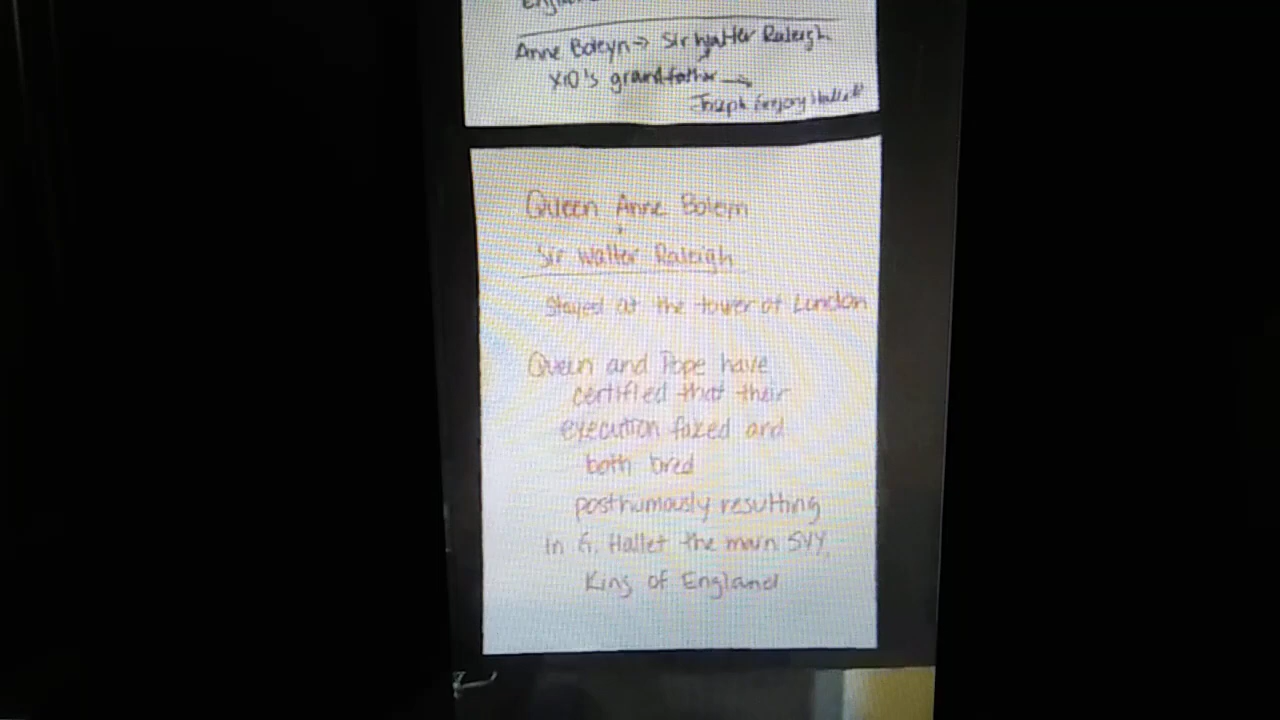 Anne Boleyn → Sir Walter Raleigh
XO's grandfather →
Joseph Gregory Hallett
Queen Anne Boleyn
Sir Walter Raleigh
Stayed at the tower of London
Queen and Pope have
certified that their
execution faked and
both bred
posthumously resulting
in G. Hallet the main
King of England